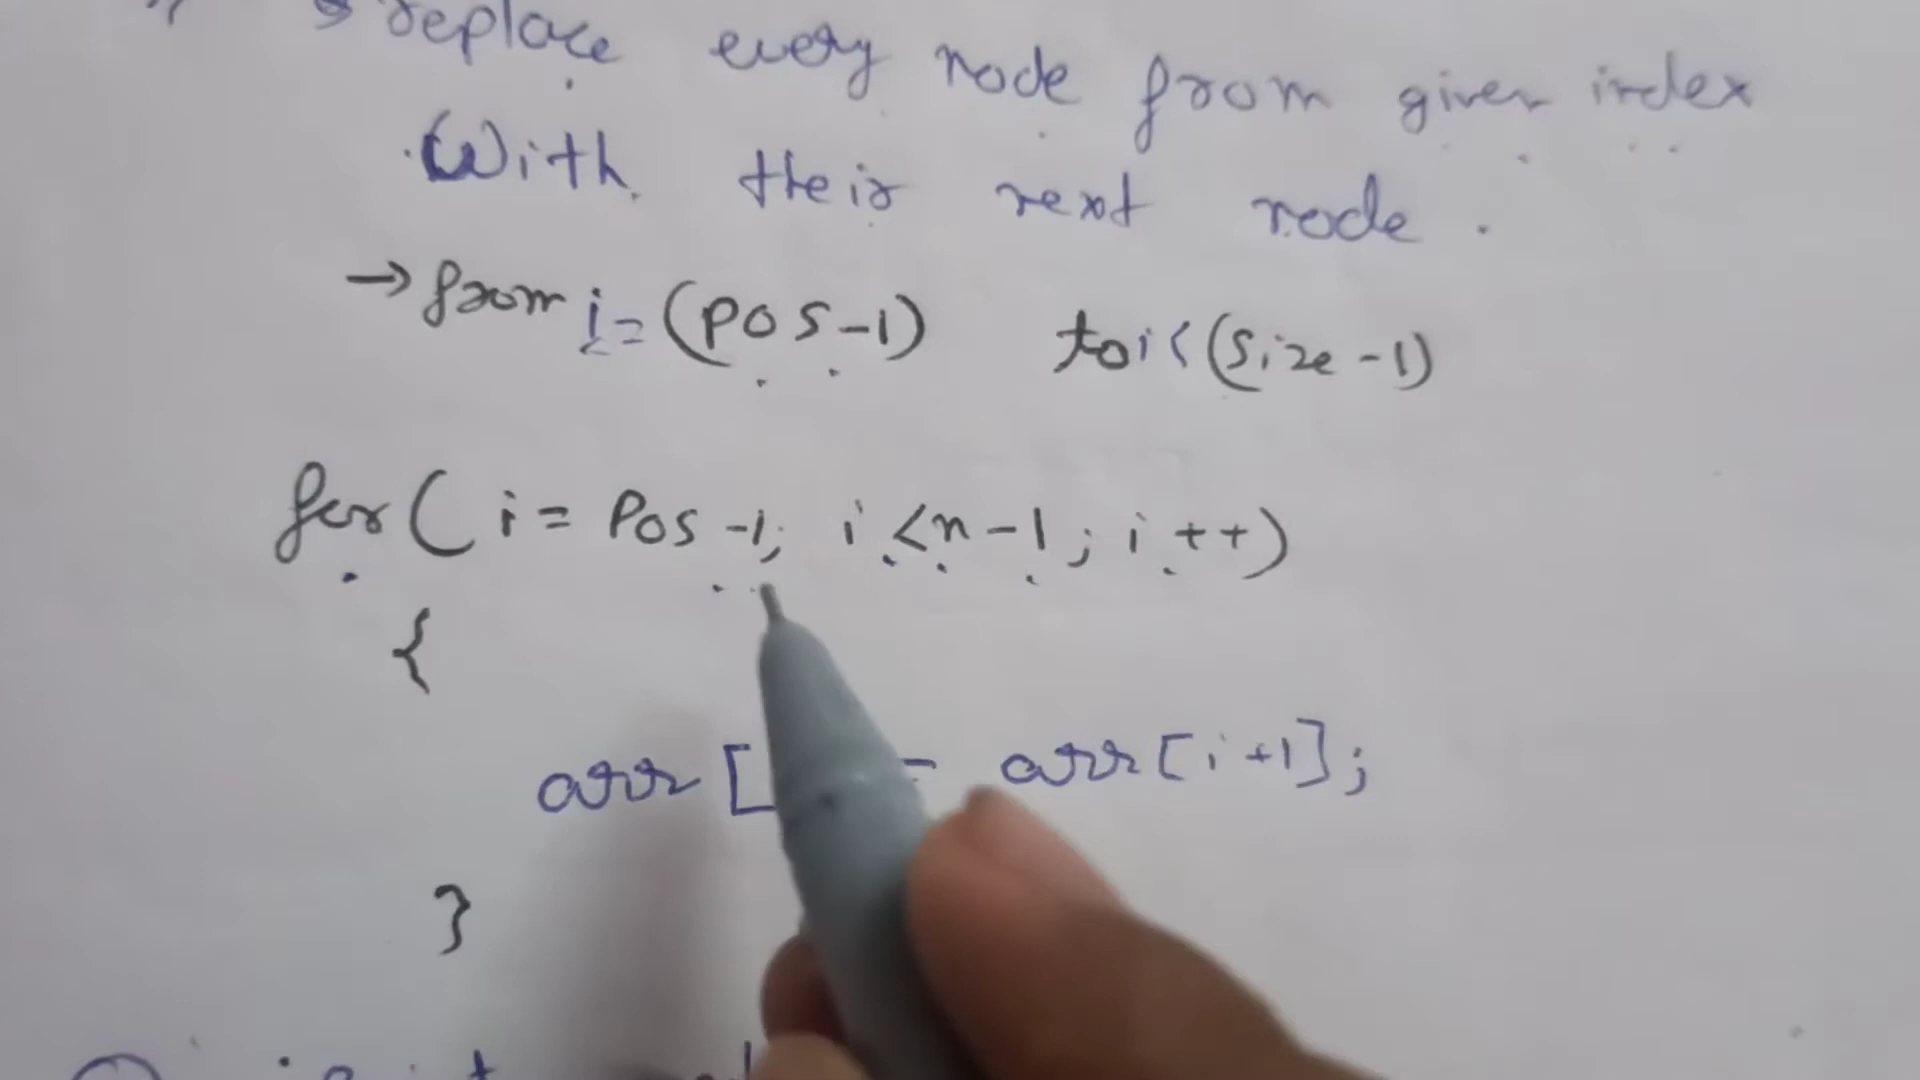 replace every node from given index
With their next node.
→ from i = (Pos-1) to i < (size-1)
for( i = Pos -1; i < n-1; i++)
{
arr [ = arr [i+1];
}